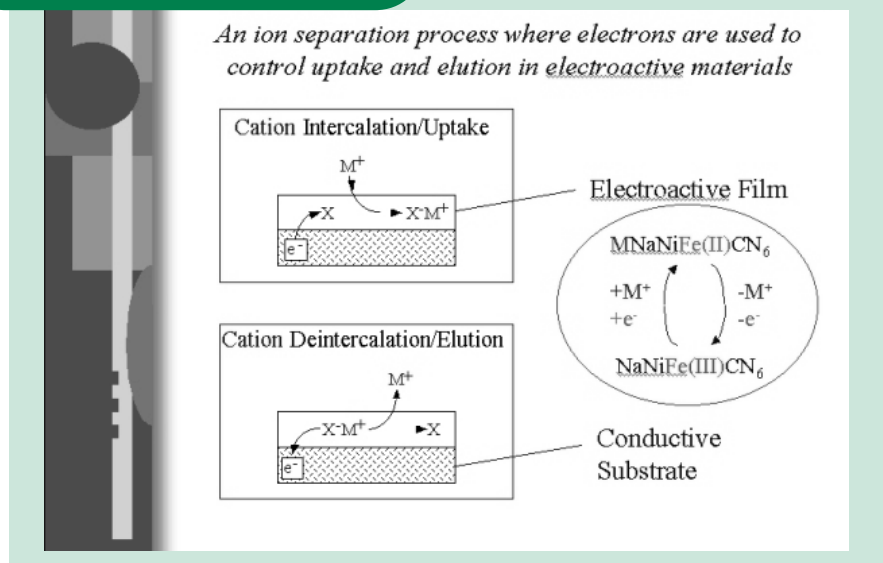 An ion separation process where electrons are used to
control uptake and elution in electroactive materials
Cation Intercalation/Uptake
M⁺
X
X⁻M⁺
e⁻
Electroactive Film
MNaNiFe(II)CN₆
+M⁺
+e⁻
-M⁺
-e⁻
NaNiFe(III)CN₆
Cation Deintercalation/Elution
M⁺
X⁻M⁺
X
e⁻
Conductive
Substrate